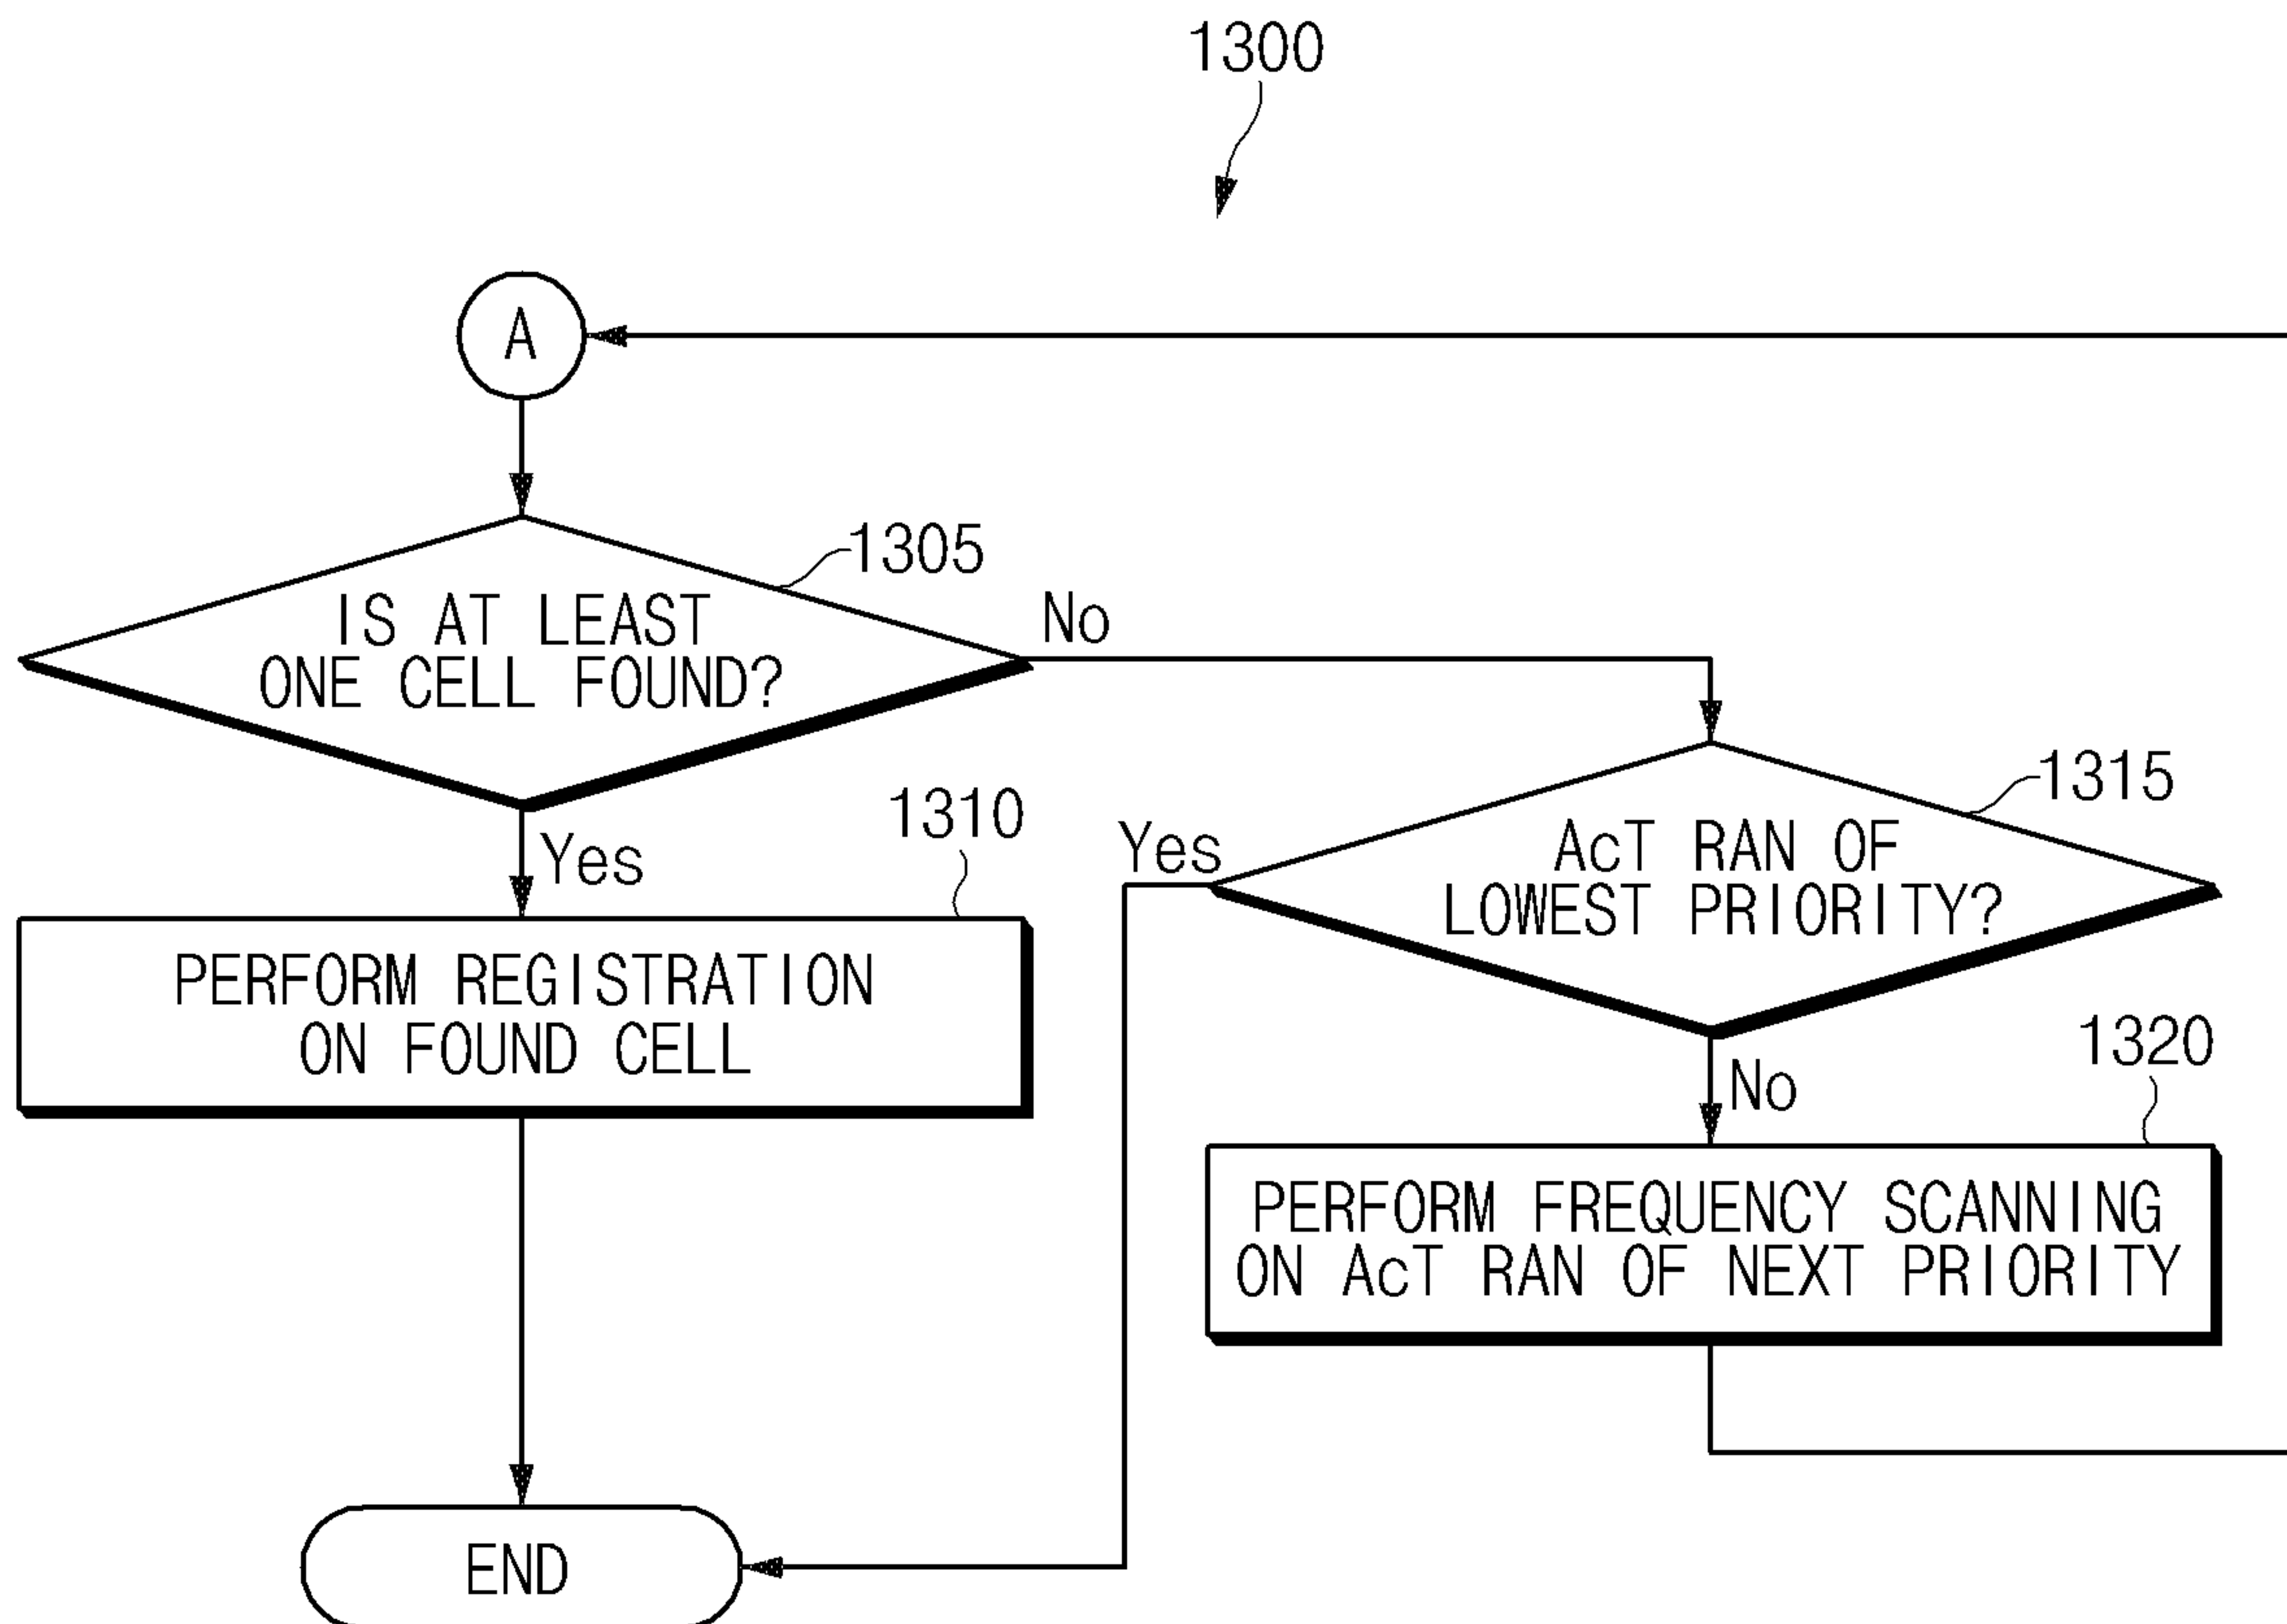 1300
A
1305
IS AT LEAST
ONE CELL FOUND?
No
Yes
1310
PERFORM REGISTRATION
ON FOUND CELL
1315
AcT RAN OF
LOWEST PRIORITY?
Yes
No
1320
PERFORM FREQUENCY SCANNING
ON AcT RAN OF NEXT PRIORITY
END